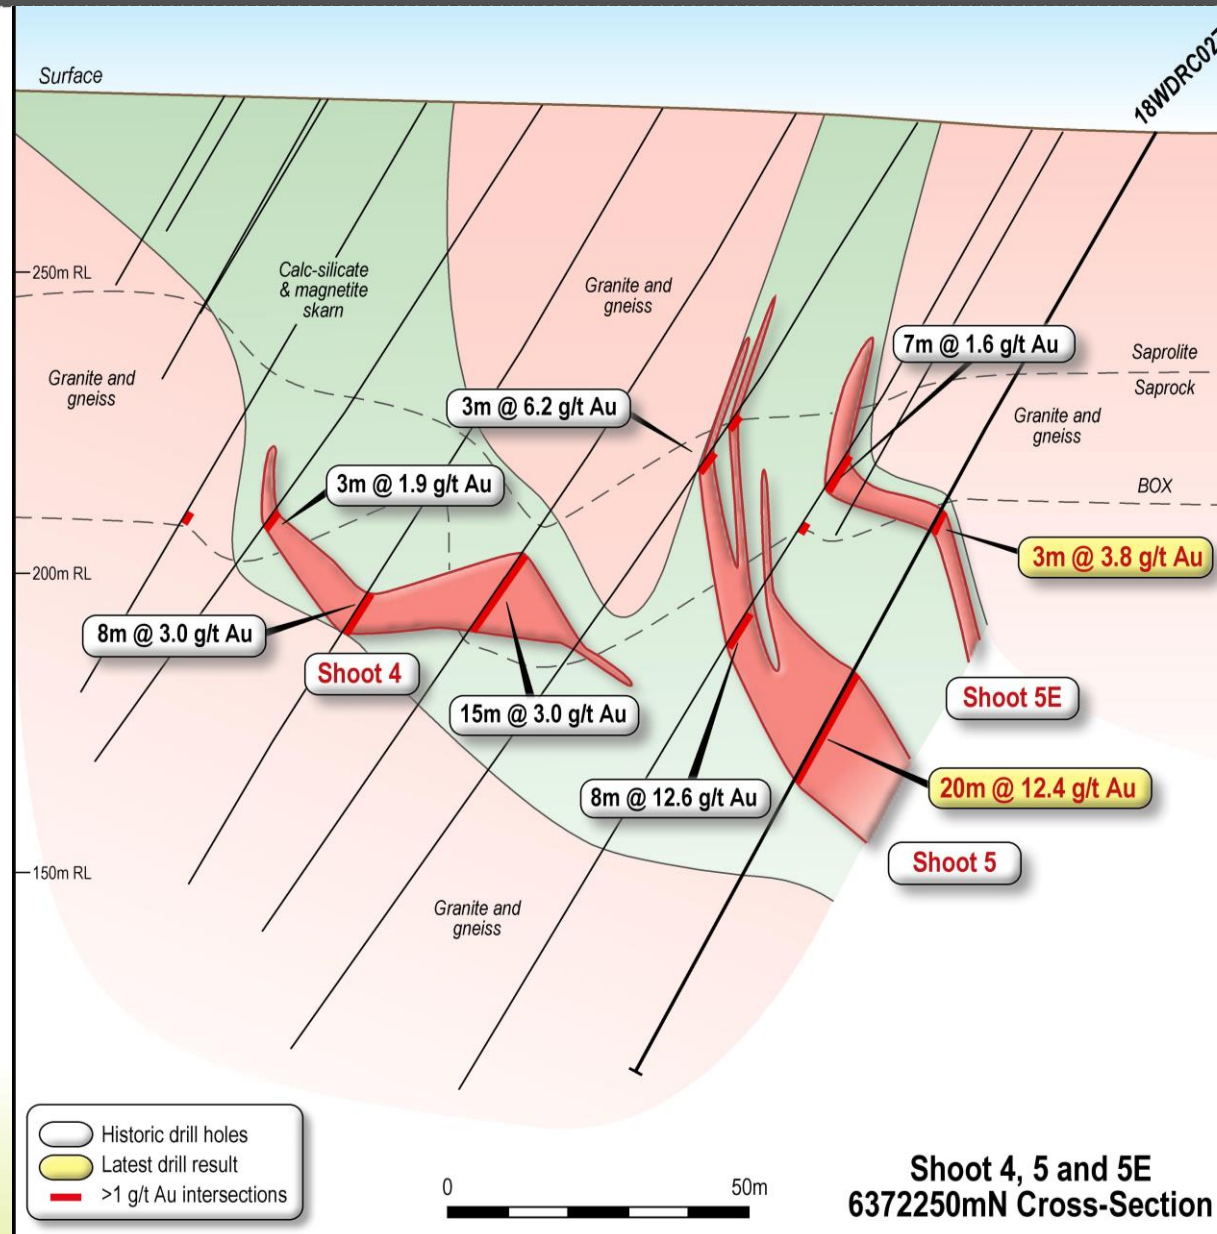 18WDRC027
Surface
250m RL
Calc-silicate
& magnetite
skarn
Granite and
gneiss
7m @ 1.6 g/t Au
Saprolite
Saprock
Granite and
gneiss
3m @ 6.2 g/t Au
Granite and
gneiss
3m @ 1.9 g/t Au
BOX
200m RL
3m @ 3.8 g/t Au
8m @ 3.0 g/t Au
Shoot 4
Shoot 5E
15m @ 3.0 g/t Au
8m @ 12.6 g/t Au
20m @ 12.4 g/t Au
150m RL
Shoot 5
Granite and
gneiss
Historic drill holes
Latest drill result
>1 g/t Au intersections
0 50m
Shoot 4, 5 and 5E
6372250mN Cross-Section